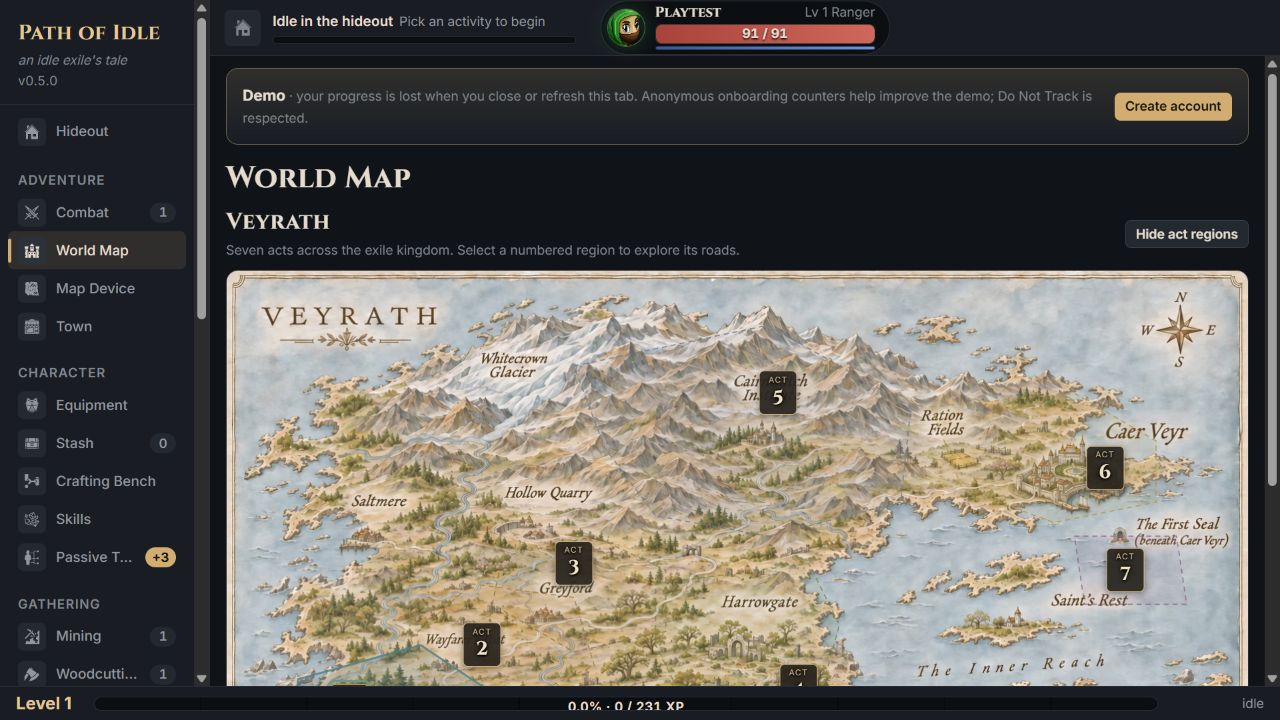 PATH OF IDLE
an idle exile's tale
v0.5.0
Hideout
ADVENTURE
Combat 1
World Map
Map Device
Town
CHARACTER
Equipment
Stash 0
Crafting Bench
Skills
Passive T... +3
GATHERING
Mining 1
Woodcutti... 1
Idle in the hideout Pick an activity to begin
PLAYTEST Lv 1 Ranger
91 / 91
Demo · your progress is lost when you close or refresh this tab. Anonymous onboarding counters help improve the demo; Do Not Track is
respected.
Create account
WORLD MAP
VEYRATH
Seven acts across the exile kingdom. Select a numbered region to explore its roads.
Hide act regions
VEYRATH
N
W E
S
Whitecrown
Glacier
ACT
5
Ration
Fields
Caer Veyr
ACT
6
Saltmere
Hollow Quarry
The First Seal
(beneath Caer Veyr)
ACT
7
Saint's Rest
ACT
3
Greyford
Harrowgate
ACT
2
The Inner Reach
ACT
Level 1
0.0% · 0 / 231 XP
idle